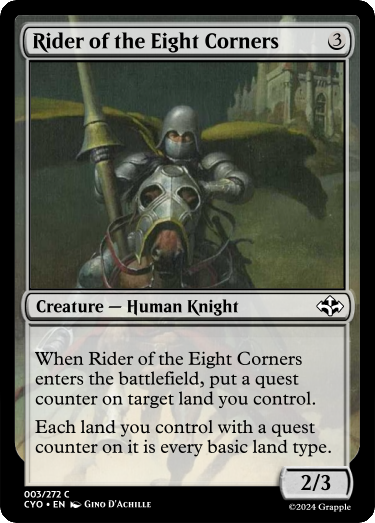 Rider of the Eight Corners 3
Creature — Human Knight
When Rider of the Eight Corners
enters the battlefield, put a quest
counter on target land you control.
Each land you control with a quest
counter on it is every basic land type.
2/3
003/272 C
CYO • EN Gino D'Achille
©2024 Grapple